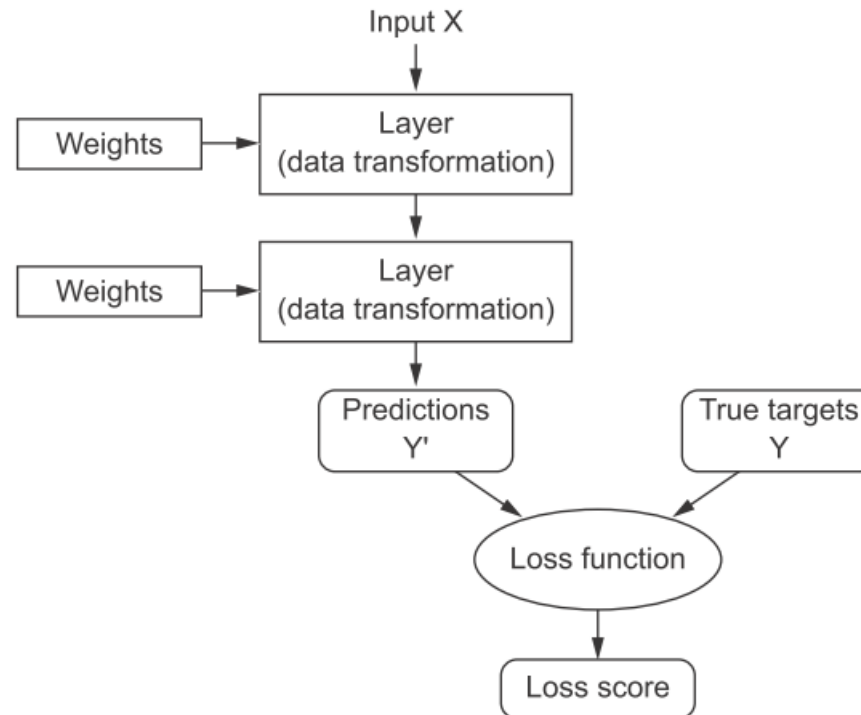 Input X
Weights
Layer
(data transformation)
Weights
Layer
(data transformation)
Predictions
Y'
True targets
Y
Loss function
Loss score